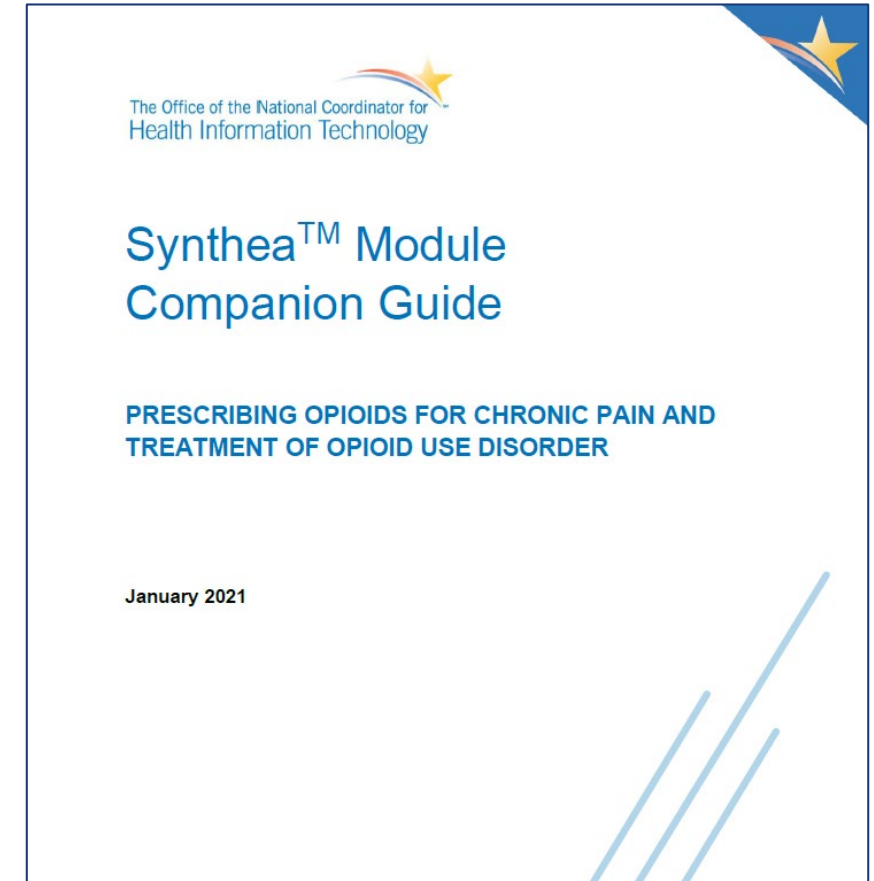 The Office of the National Coordinator for
Health Information Technology
Synthea™ Module
Companion Guide
PRESCRIBING OPIOIDS FOR CHRONIC PAIN AND
TREATMENT OF OPIOID USE DISORDER
January 2021